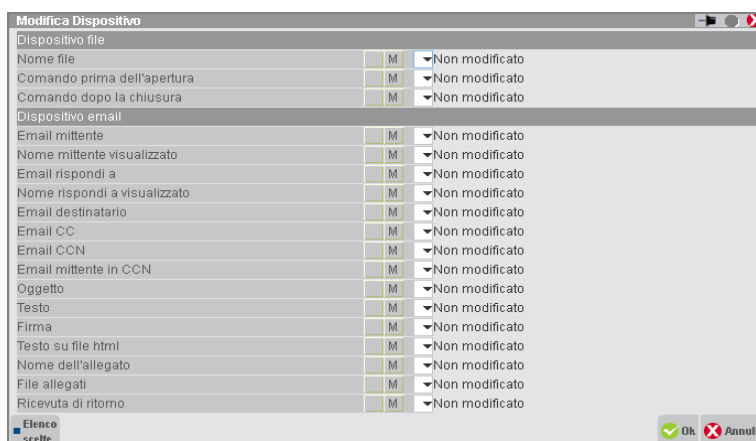 Modifica Dispositivo
Dispositivo file
Nome file M Non modificato
Comando prima dell'apertura M Non modificato
Comando dopo la chiusura M Non modificato
Dispositivo email
Email mittente M Non modificato
Nome mittente visualizzato M Non modificato
Email rispondi a M Non modificato
Nome rispondi a visualizzato M Non modificato
Email destinatario M Non modificato
Email CC M Non modificato
Email CCN M Non modificato
Email mittente in CCN M Non modificato
Oggetto M Non modificato
Testo M Non modificato
Firma M Non modificato
Testo su file html M Non modificato
Nome dell'allegato M Non modificato
File allegati M Non modificato
Ricevuta di ritorno M Non modificato
Elenco
scelte
Ok Annul